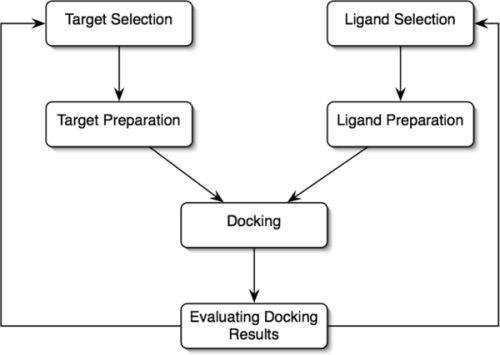 Target Selection
Ligand Selection
Target Preparation
Ligand Preparation
Docking
Evaluating Docking
Results